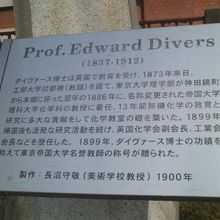 Prof. Edward Divers
(1837-1912)
ダイヴァース博士は英国で教育を受け、1873年来日、
工部大学校都検(教頭)を経て、東京大学理学部が神田錦町
から本郷に移った翌年の1886年に、名称変更された帝国大学
理科大学化学科の教授に着任、13年間無機化学の教育と
研究に多大な貢献をして化学教室の礎を築いた。1899年
帰国後も活発な研究活動を続け、英国化学会副会長、工業会
会長などを歴任した。1899年、ダイヴァース博士の功績を
称えて東京帝国大学名誉教師の称号が贈られた。
製作：長沼守敬(美術学校教授) 1900年